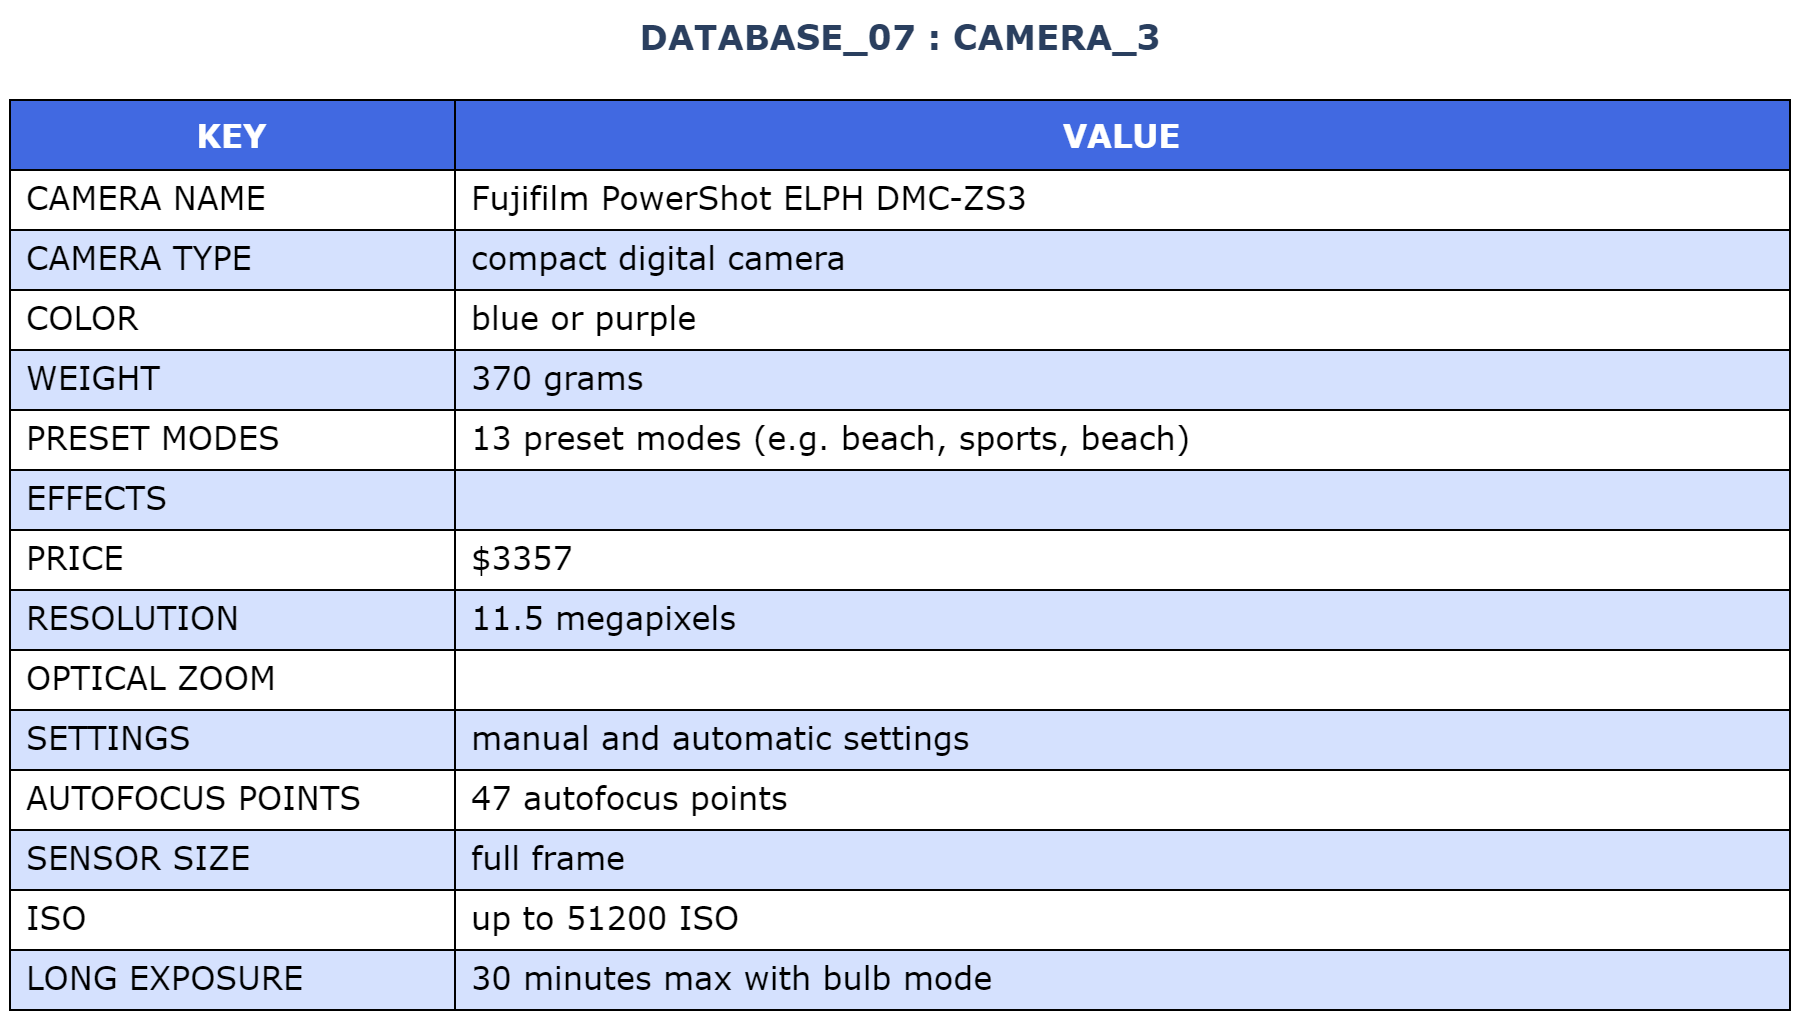 DATABASE_07 : CAMERA_3
KEY VALUE
CAMERA NAME Fujifilm PowerShot ELPH DMC-ZS3
CAMERA TYPE compact digital camera
COLOR blue or purple
WEIGHT 370 grams
PRESET MODES 13 preset modes (e.g. beach, sports, beach)
EFFECTS
PRICE $3357
RESOLUTION 11.5 megapixels
OPTICAL ZOOM
SETTINGS manual and automatic settings
AUTOFOCUS POINTS 47 autofocus points
SENSOR SIZE full frame
ISO up to 51200 ISO
LONG EXPOSURE 30 minutes max with bulb mode